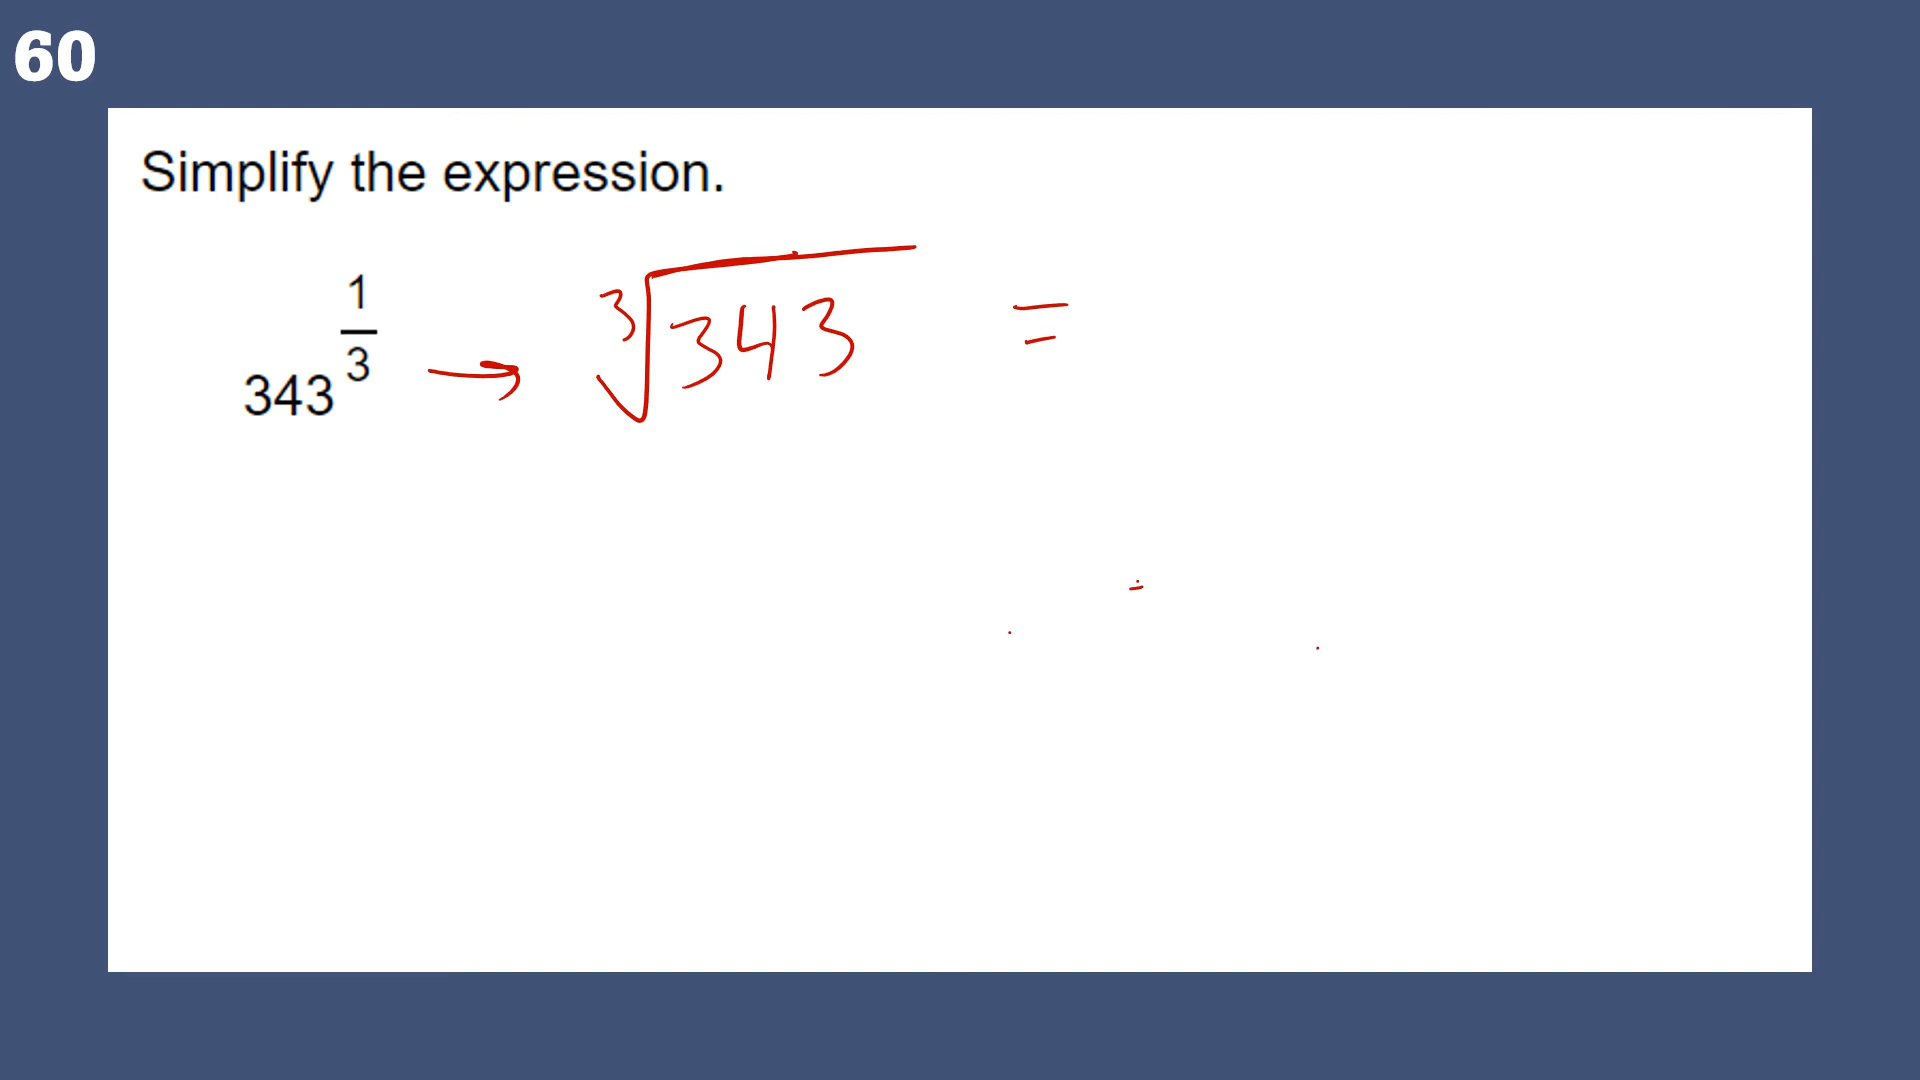 60
Simplify the expression.
343^(1/3) → ∛343 =